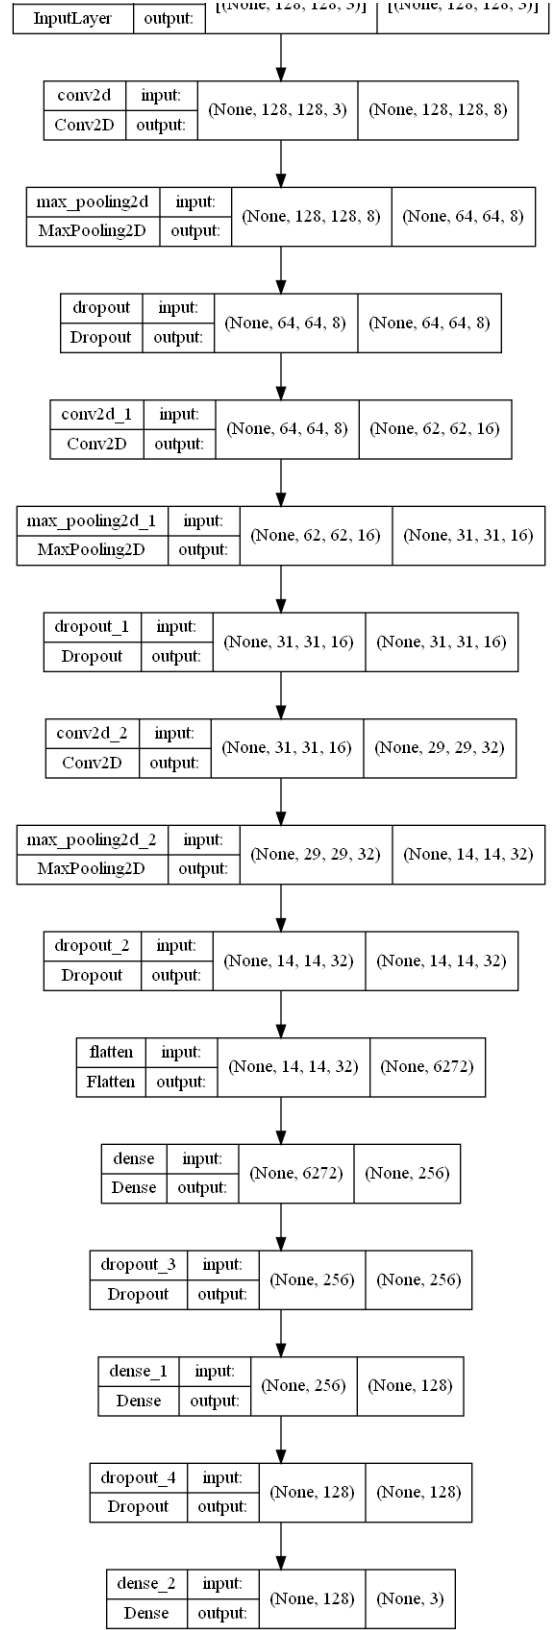 InputLayer output: [(None, 128, 128, 3)] [(None, 128, 128, 3)]
conv2d input: (None, 128, 128, 3) (None, 128, 128, 8)
Conv2D output:
max_pooling2d input: (None, 128, 128, 8) (None, 64, 64, 8)
MaxPooling2D output:
dropout input: (None, 64, 64, 8) (None, 64, 64, 8)
Dropout output:
conv2d_1 input: (None, 64, 64, 8) (None, 62, 62, 16)
Conv2D output:
max_pooling2d_1 input: (None, 62, 62, 16) (None, 31, 31, 16)
MaxPooling2D output:
dropout_1 input: (None, 31, 31, 16) (None, 31, 31, 16)
Dropout output:
conv2d_2 input: (None, 31, 31, 16) (None, 29, 29, 32)
Conv2D output:
max_pooling2d_2 input: (None, 29, 29, 32) (None, 14, 14, 32)
MaxPooling2D output:
dropout_2 input: (None, 14, 14, 32) (None, 14, 14, 32)
Dropout output:
flatten input: (None, 14, 14, 32) (None, 6272)
Flatten output:
dense input: (None, 6272) (None, 256)
Dense output:
dropout_3 input: (None, 256) (None, 256)
Dropout output:
dense_1 input: (None, 256) (None, 128)
Dense output:
dropout_4 input: (None, 128) (None, 128)
Dropout output:
dense_2 input: (None, 128) (None, 3)
Dense output: